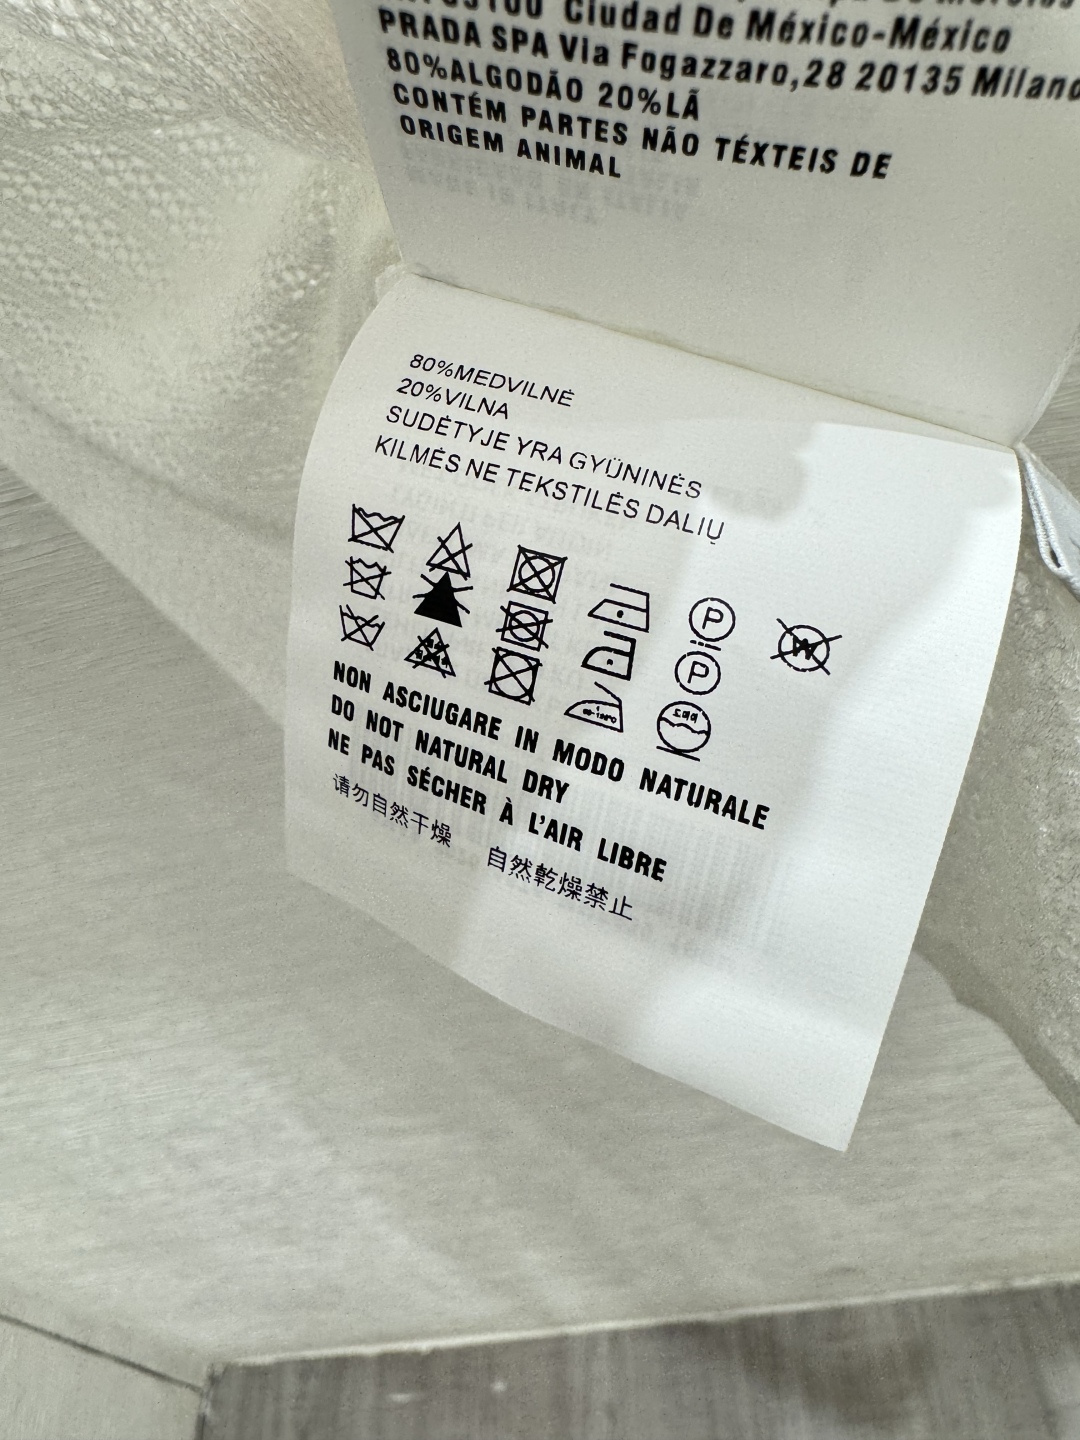 Ciudad De México-México
PRADA SPA Via Fogazzaro,28 20135 Milano
80%ALGODÃO 20%LÃ
CONTÉM PARTES NÃO TÉXTEIS DE
ORIGEM ANIMAL
80%MEDVILNĖ
20%VILNA
SUDĖTYJE YRA GYŪNINĖS
KILMĖS NE TEKSTILĖS DALIŲ
P
W
P
NON ASCIUGARE IN MODO NATURALE
DO NOT NATURAL DRY
NE PAS SÉCHER À L'AIR LIBRE
请勿自然干燥 自然乾燥禁止